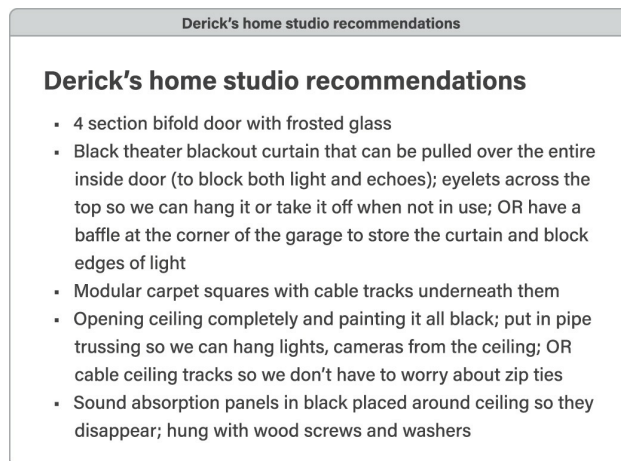 Derick's home studio recommendations
Derick's home studio recommendations
▪ 4 section bifold door with frosted glass
▪ Black theater blackout curtain that can be pulled over the entire
inside door (to block both light and echoes); eyelets across the
top so we can hang it or take it off when not in use; OR have a
baffle at the corner of the garage to store the curtain and block
edges of light
▪ Modular carpet squares with cable tracks underneath them
▪ Opening ceiling completely and painting it all black; put in pipe
trussing so we can hang lights, cameras from the ceiling; OR
cable ceiling tracks so we don't have to worry about zip ties
▪ Sound absorption panels in black placed around ceiling so they
disappear; hung with wood screws and washers